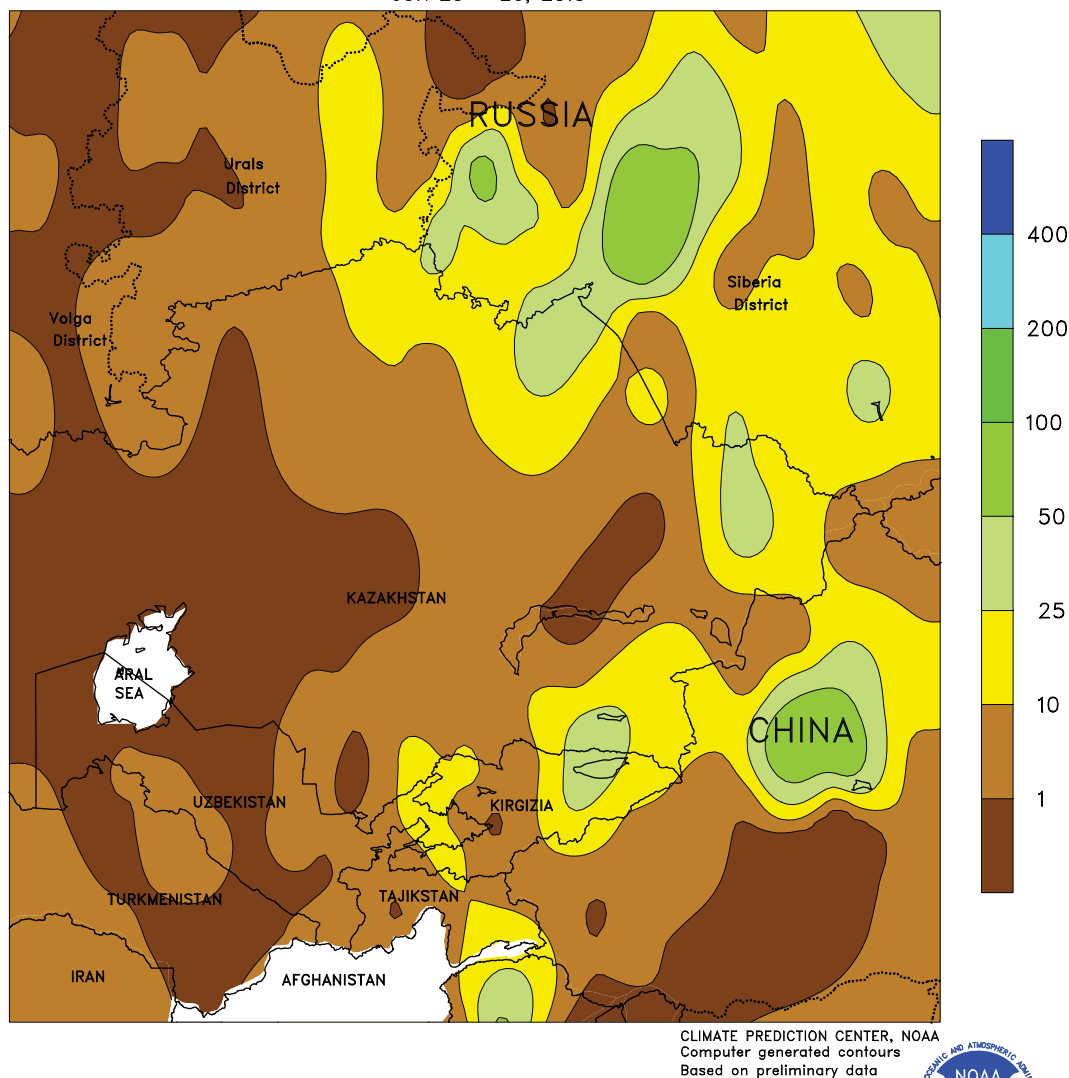 RUSSIA
Urals
District
Siberia
District
Volga
District
KAZAKHSTAN
ARAL
SEA
CHINA
UZBEKISTAN
KIRGIZIA
TURKMENISTAN
TAJIKSTAN
IRAN
AFGHANISTAN
400
200
100
50
25
10
1
CLIMATE PREDICTION CENTER, NOAA
Computer generated contours
Based on preliminary data
NOAA